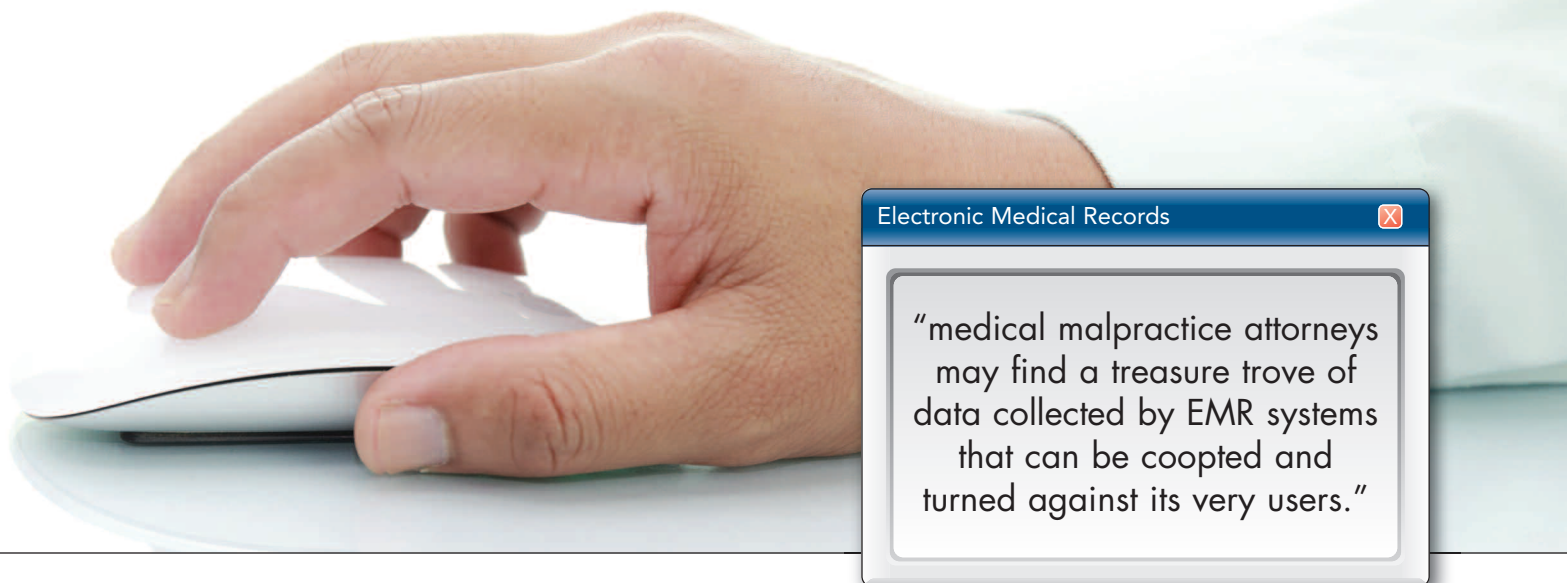 Electronic Medical Records
X
“medical malpractice attorneys
may find a treasure trove of
data collected by EMR systems
that can be coopted and
turned against its very users.”